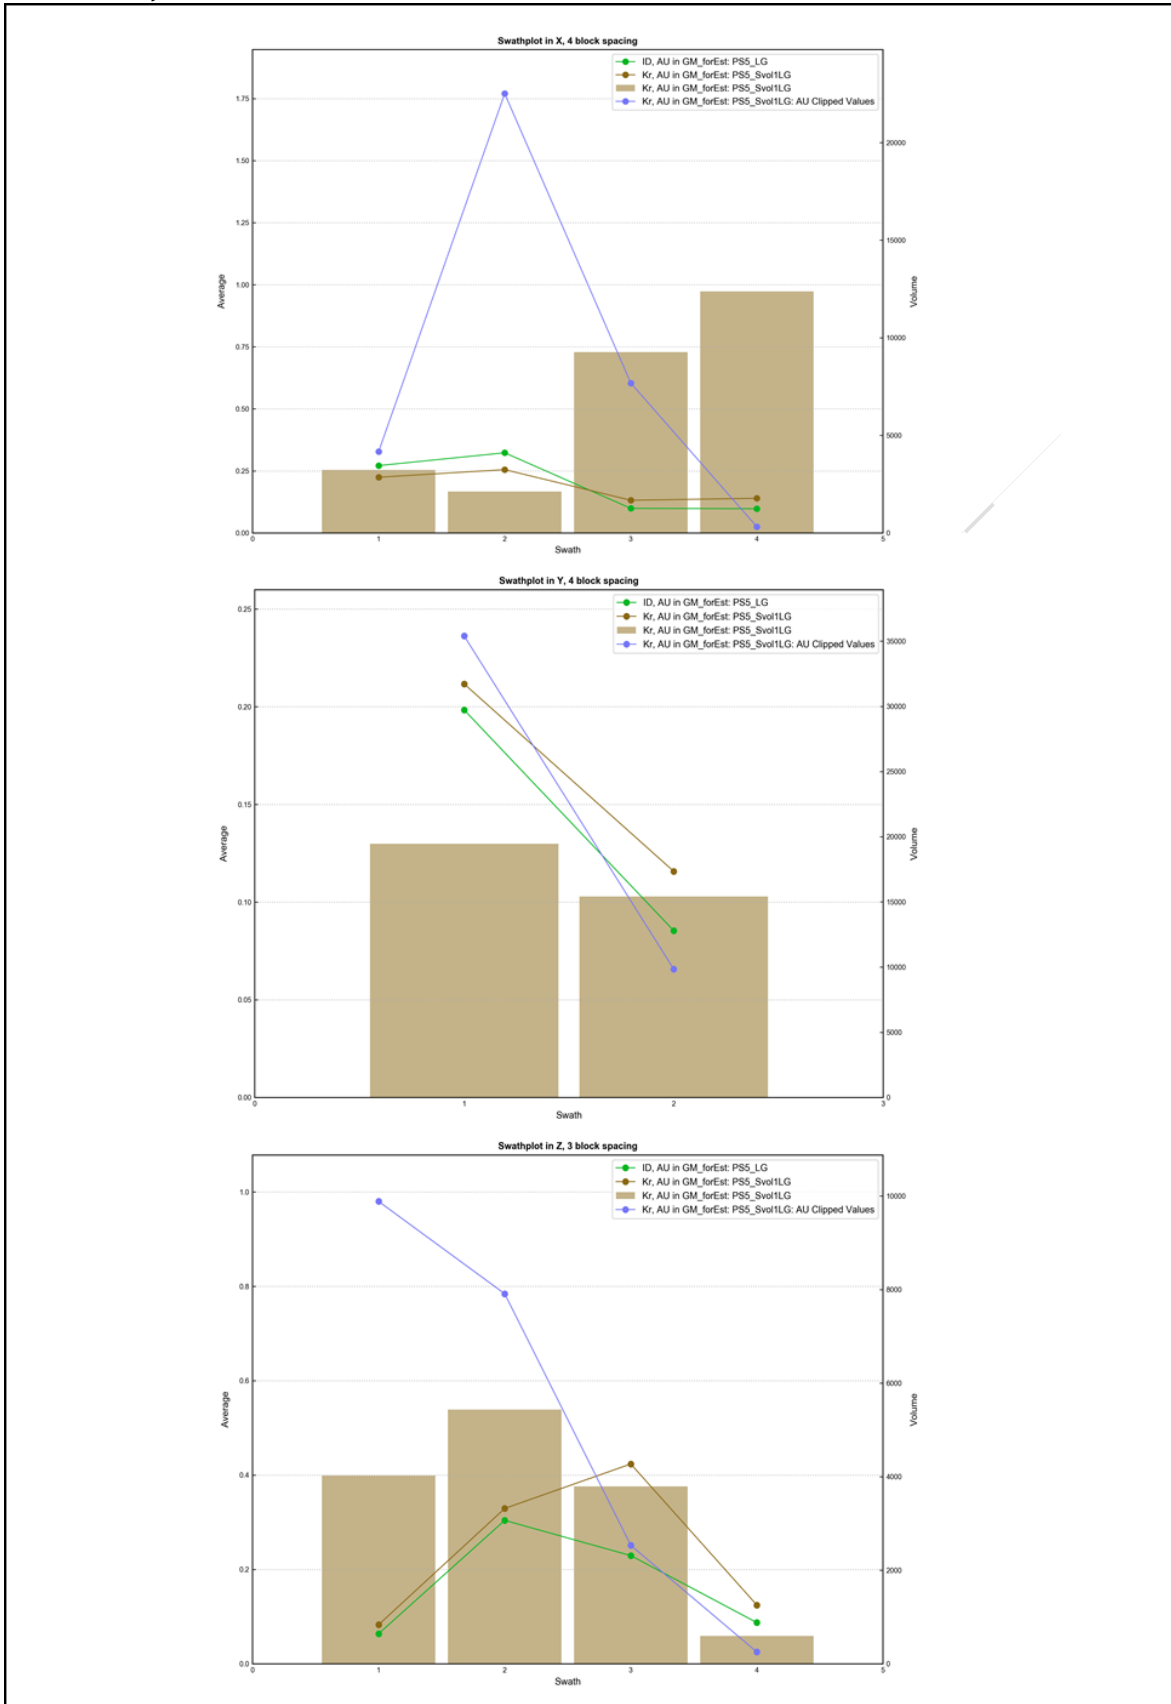 Swathplot in X, 4 block spacing
ID, AU in GM_forEst: PS5_LG
Kr, AU in GM_forEst: PS5_Svol1LG
Kr, AU in GM_forEst: PS5_Svol1LG
Kr, AU in GM_forEst: PS5_Svol1LG: AU Clipped Values
1.75
1.50
1.25
1.00
0.75
0.50
0.25
0.00
Average
20000
15000
10000
5000
0
Volume
0 1 2 3 4 5
Swath
Swathplot in Y, 4 block spacing
ID, AU in GM_forEst: PS5_LG
Kr, AU in GM_forEst: PS5_Svol1LG
Kr, AU in GM_forEst: PS5_Svol1LG
Kr, AU in GM_forEst: PS5_Svol1LG: AU Clipped Values
0.25
0.20
0.15
0.10
0.05
0.00
Average
35000
30000
25000
20000
15000
10000
5000
0
Volume
0 1 2 3
Swath
Swathplot in Z, 3 block spacing
ID, AU in GM_forEst: PS5_LG
Kr, AU in GM_forEst: PS5_Svol1LG
Kr, AU in GM_forEst: PS5_Svol1LG
Kr, AU in GM_forEst: PS5_Svol1LG: AU Clipped Values
1.0
0.8
0.6
0.4
0.2
0.0
Average
10000
8000
6000
4000
2000
0
Volume
0 1 2 3 4 5
Swath